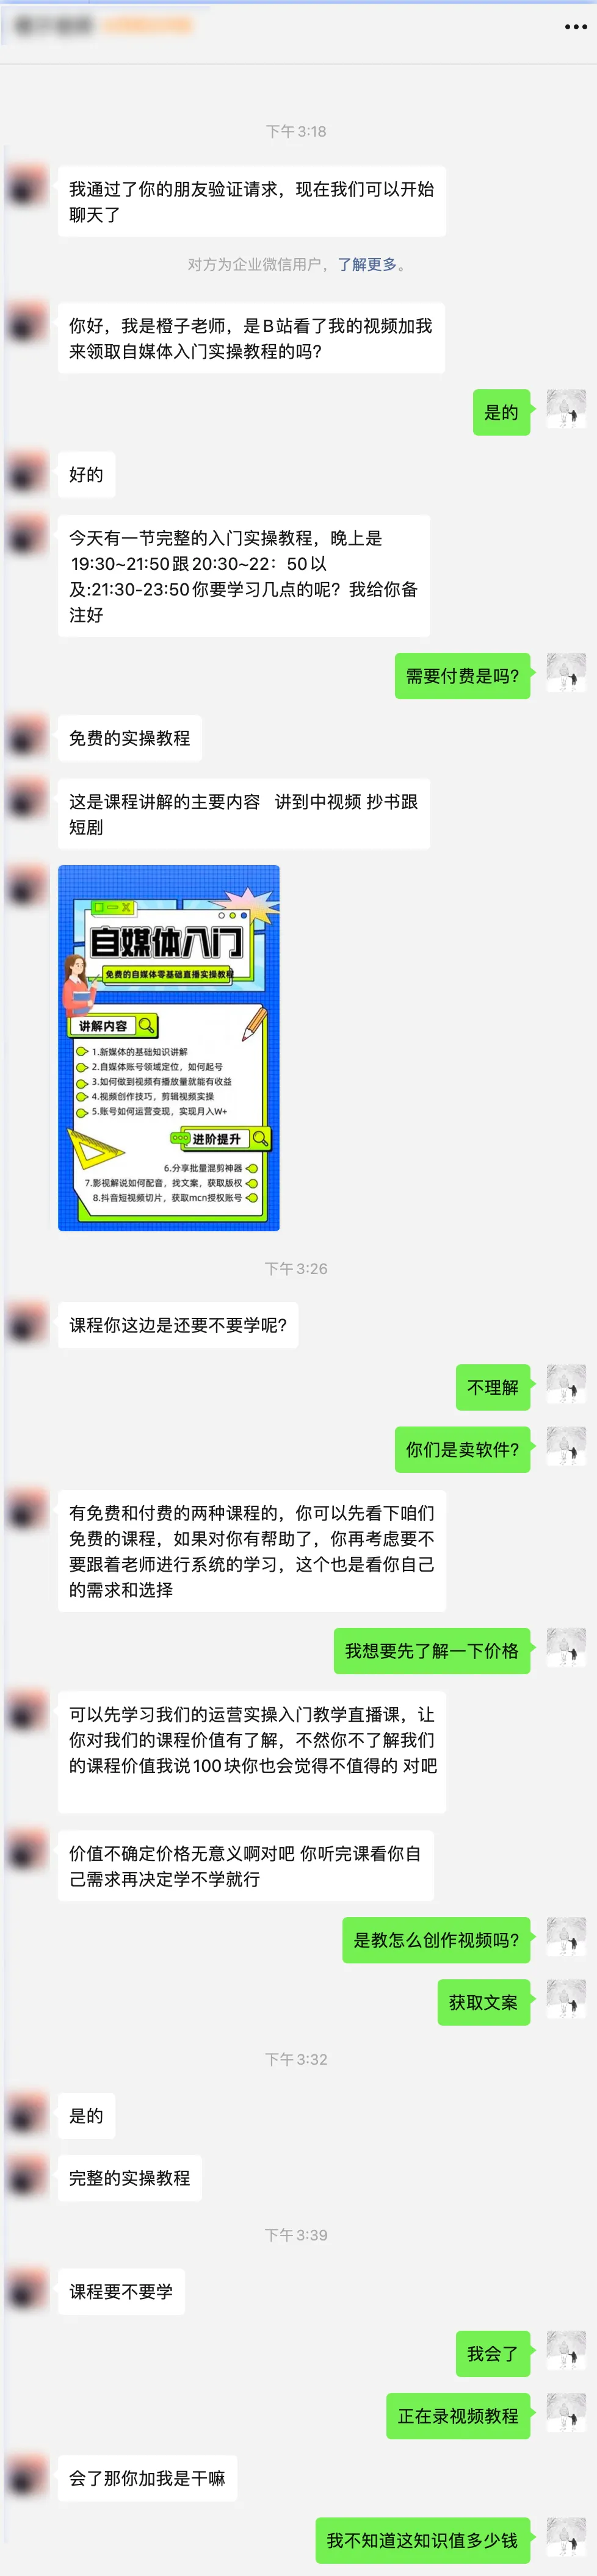 下午3:18
我通过了你的朋友验证请求，现在我们可以开始
聊天了
对方为企业微信用户，了解更多。
你好，我是橙子老师，是B站看了我的视频加我
来领取自媒体入门实操教程的吗？
是的
好的
今天有一节完整的入门实操教程，晚上是
19:30~21:50跟20:30~22：50以
及:21:30-23:50你要学习几点的呢？我给你备
注好
需要付费是吗？
免费的实操教程
这是课程讲解的主要内容 讲到中视频 抄书跟
短剧
自媒体入门
免费的自媒体零基础直播实操教程
讲解内容
1.新媒体的基础知识讲解
2.自媒体账号领域定位，如何起号
3.如何做到视频有播放量就能有收益
4.视频创作技巧，剪辑视频实操
5.账号如何运营变现，实现月入W+
进阶提升
6.分享批量混剪神器
7.影视解说如何配音，找文案，获取版权
8.抖音短视频切片，获取mcn授权账号
下午3:26
课程你这边是还要不要学呢？
不理解
你们是卖软件？
有免费和付费的两种课程的，你可以先看下咱们
免费的课程，如果对你有帮助了，你再考虑要不
要跟着老师进行系统的学习，这个也是看你自己
的需求和选择
我想要先了解一下价格
可以先学习我们的运营实操入门教学直播课，让
你对我们的课程价值有了解，不然你不了解我们
的课程价值我说100块你也会觉得不值得的 对吧
价值不确定价格无意义啊对吧 你听完课看你自
己需求再决定学不学就行
是教怎么创作视频吗？
获取文案
下午3:32
是的
完整的实操教程
下午3:39
课程要不要学
我会了
正在录视频教程
会了那你加我是干嘛
我不知道这知识值多少钱